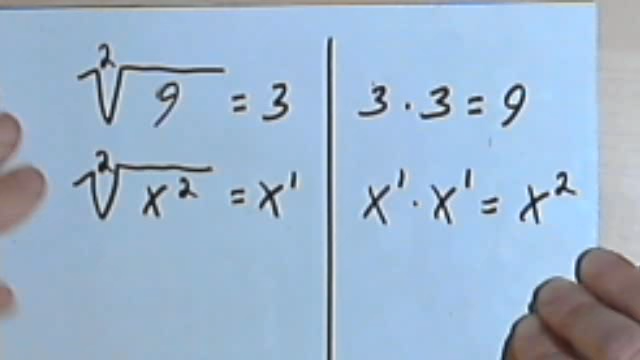 ²√9 = 3
²√x² = x¹
3 · 3 = 9
x¹ · x¹ = x²